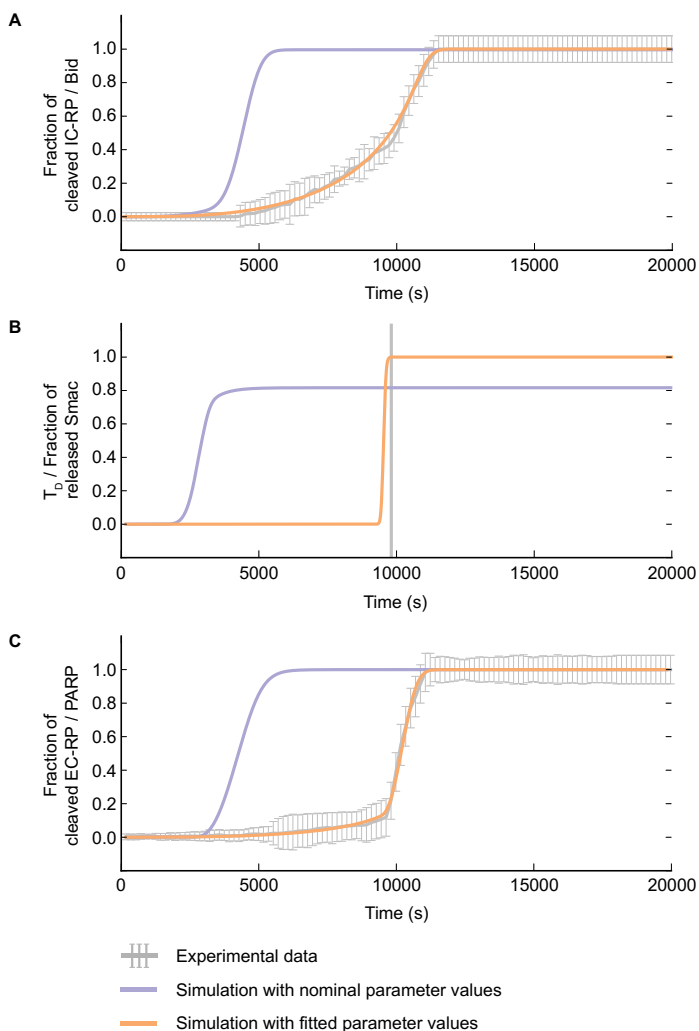 A
Fraction of
cleaved IC-RP / Bid
1.0
0.8
0.6
0.4
0.2
0.0
0 5000 10000 15000 20000
Time (s)
B
T_D / Fraction of
released Smac
1.0
0.8
0.6
0.4
0.2
0.0
0 5000 10000 15000 20000
Time (s)
C
Fraction of
cleaved EC-RP / PARP
1.0
0.8
0.6
0.4
0.2
0.0
0 5000 10000 15000 20000
Time (s)
Experimental data
Simulation with nominal parameter values
Simulation with fitted parameter values